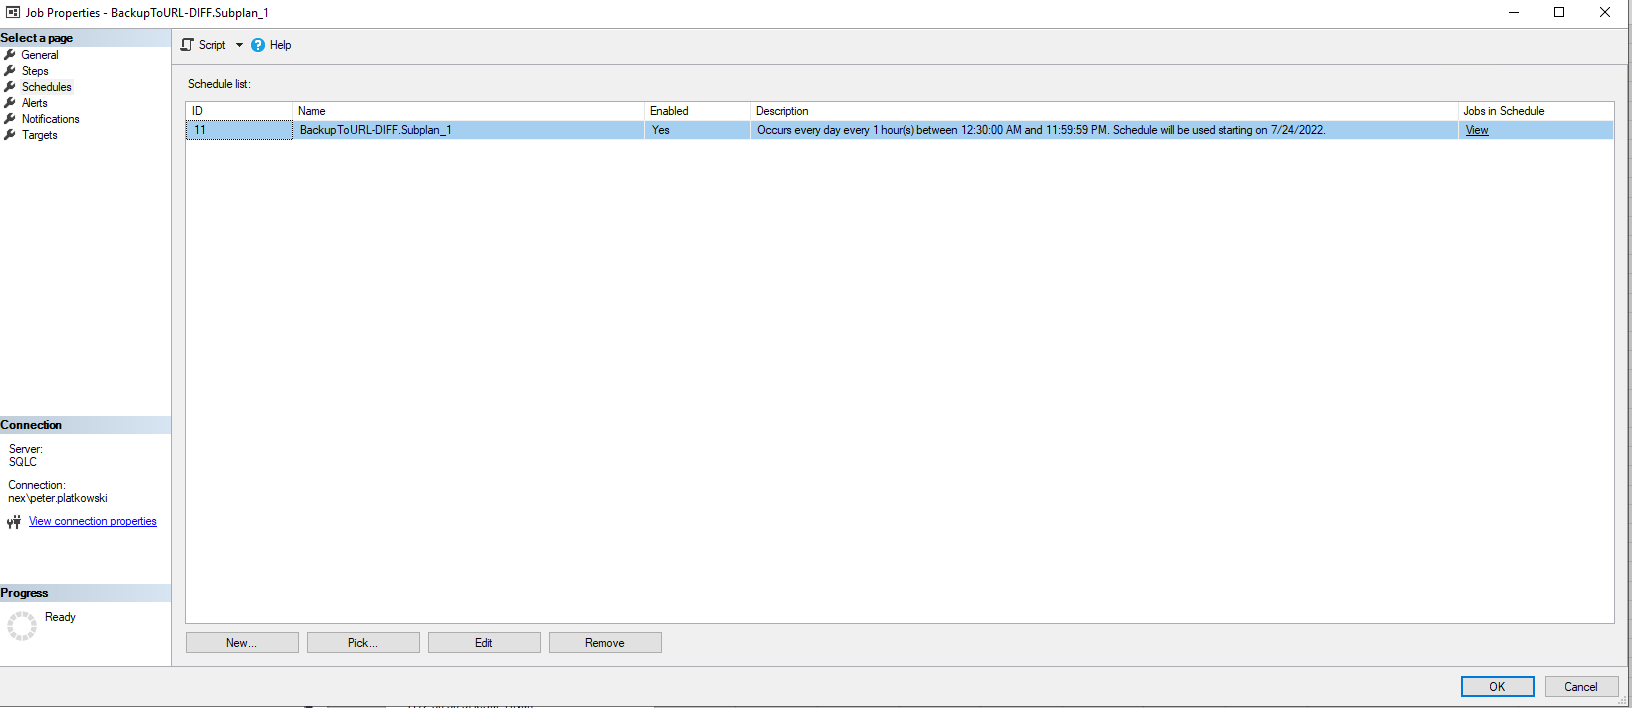 Job Properties - BackupToURL-DIFF.Subplan_1
Select a page
General
Steps
Schedules
Alerts
Notifications
Targets
Script
Help
Schedule list:
ID Name Enabled Description Jobs in Schedule
11 BackupToURL-DIFF.Subplan_1 Yes Occurs every day every 1 hour(s) between 12:30:00 AM and 11:59:59 PM. Schedule will be used starting on 7/24/2022. View
Connection
Server:
SQLC
Connection:
nex\peter.platkowski
View connection properties
Progress
Ready
New... Pick... Edit Remove
OK Cancel